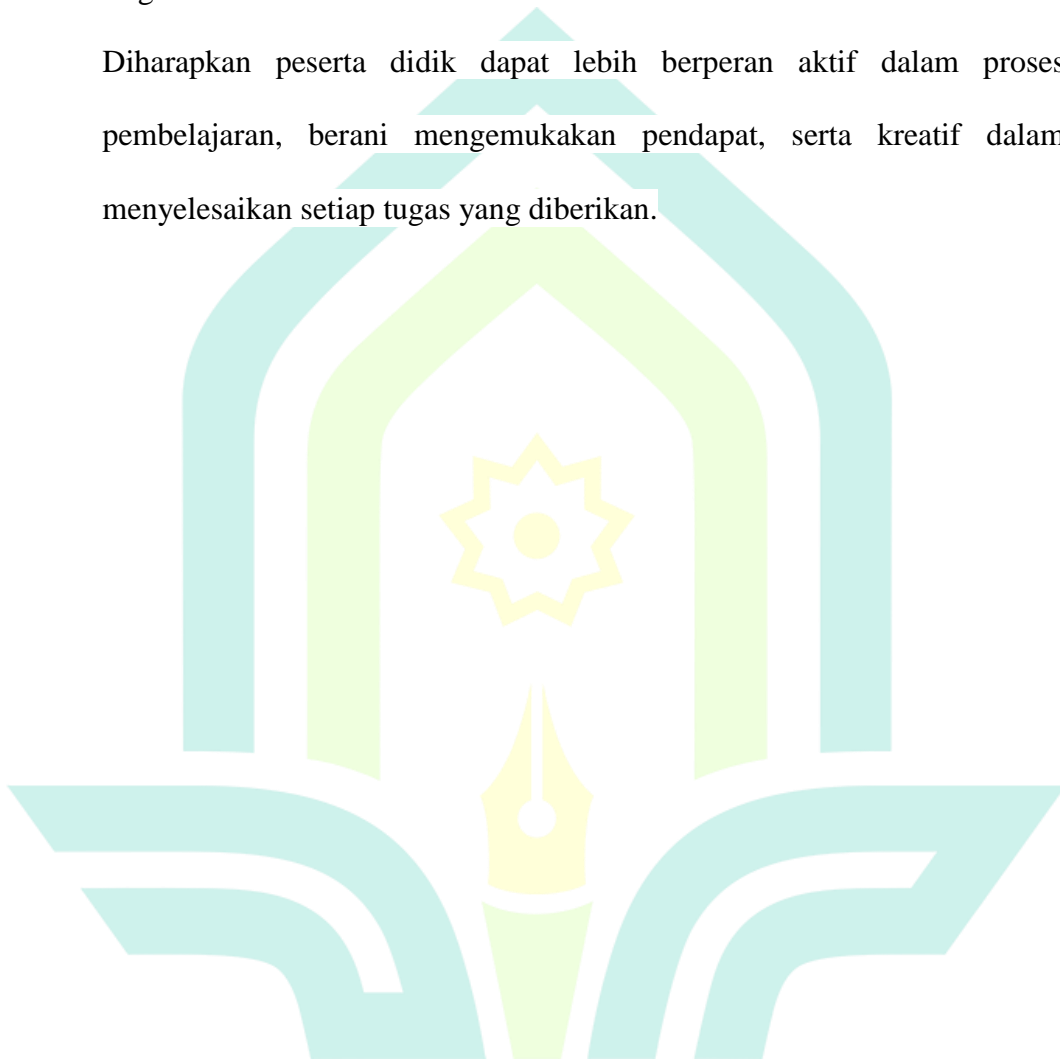 Diharapkan peserta didik dapat lebih berperan aktif dalam proses
pembelajaran, berani mengemukakan pendapat, serta kreatif dalam
menyelesaikan setiap tugas yang diberikan.